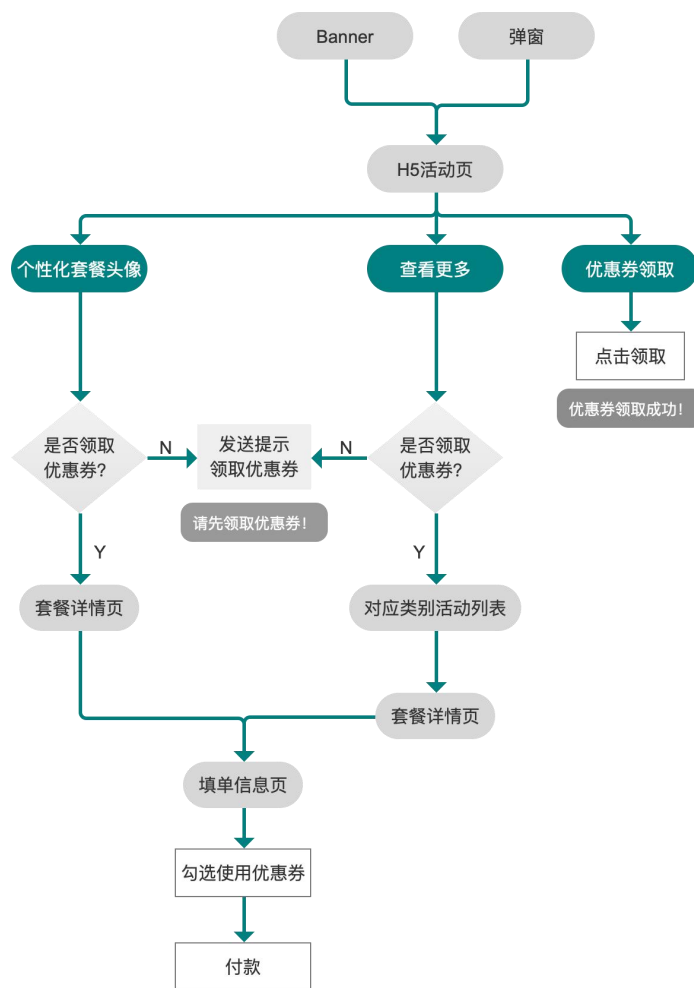 Banner
弹窗
H5活动页
个性化套餐头像
查看更多
优惠券领取
点击领取
优惠券领取成功!
是否领取
优惠券?
N
发送提示
领取优惠券
N
是否领取
优惠券?
请先领取优惠券!
Y
Y
套餐详情页
对应类别活动列表
套餐详情页
填单信息页
勾选使用优惠券
付款